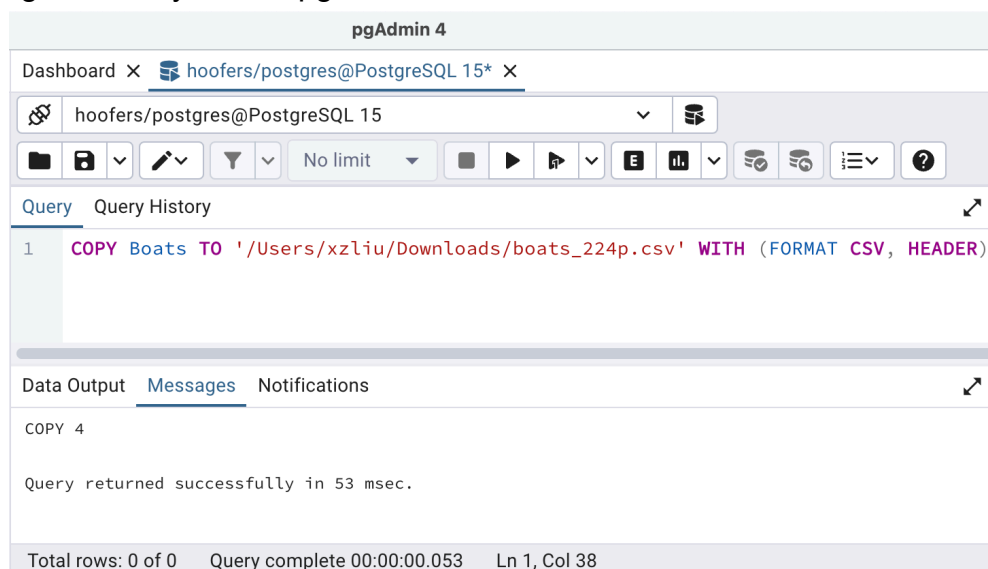 pgAdmin 4
Dashboard hoofers/postgres@PostgreSQL 15*
hoofers/postgres@PostgreSQL 15
No limit E
Query Query History
1 COPY Boats TO '/Users/xzliu/Downloads/boats_224p.csv' WITH (FORMAT CSV, HEADER)
Data Output Messages Notifications
COPY 4
Query returned successfully in 53 msec.
Total rows: 0 of 0 Query complete 00:00:00.053 Ln 1, Col 38